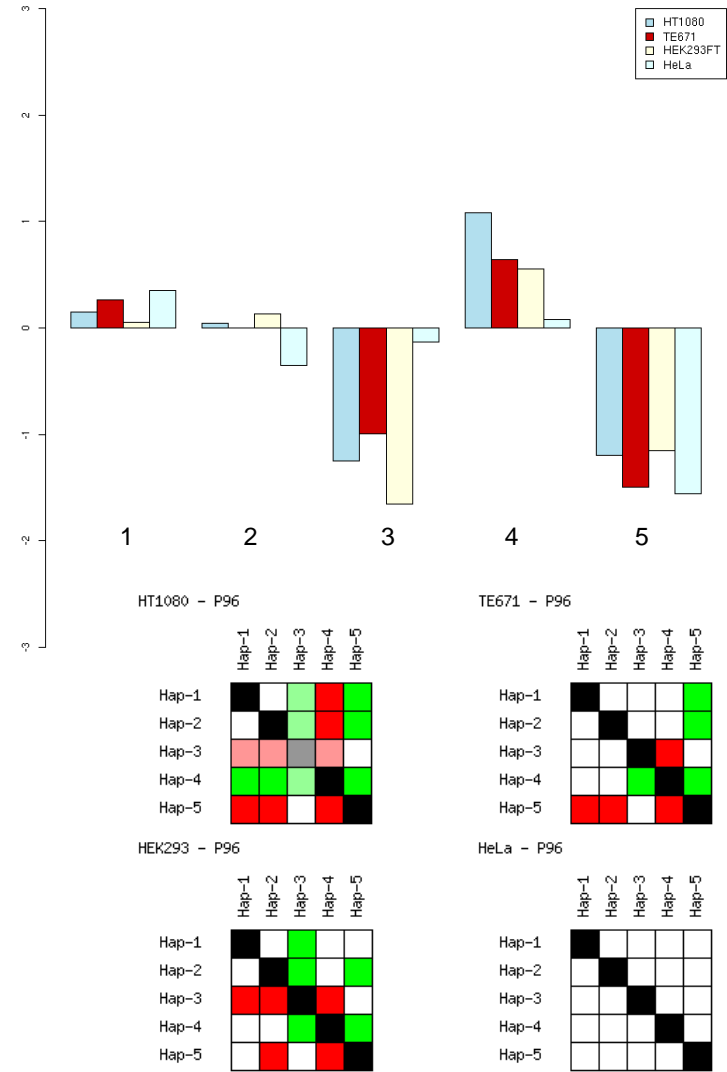 3
2
1
0
-1
-2
-3
HT1080
TE671
HEK293FT
HeLa
1 2 3 4 5
HT1080 - P96
Hap-1 Hap-2 Hap-3 Hap-4 Hap-5
Hap-1
Hap-2
Hap-3
Hap-4
Hap-5
TE671 - P96
Hap-1 Hap-2 Hap-3 Hap-4 Hap-5
Hap-1
Hap-2
Hap-3
Hap-4
Hap-5
HEK293 - P96
Hap-1 Hap-2 Hap-3 Hap-4 Hap-5
Hap-1
Hap-2
Hap-3
Hap-4
Hap-5
HeLa - P96
Hap-1 Hap-2 Hap-3 Hap-4 Hap-5
Hap-1
Hap-2
Hap-3
Hap-4
Hap-5